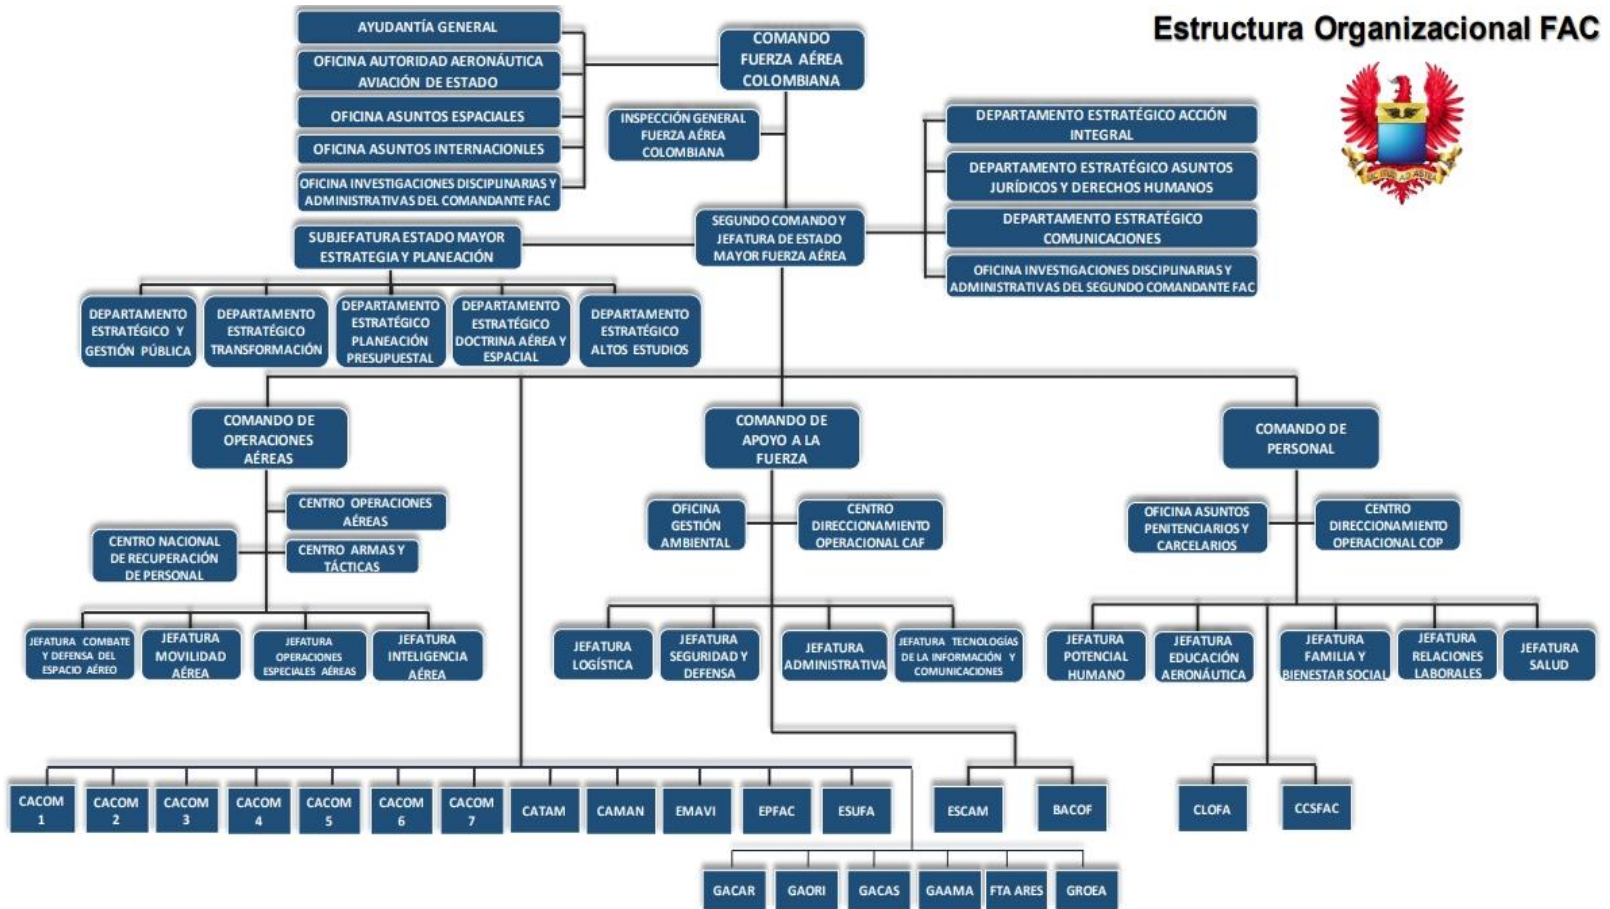 Estructura Organizacional FAC
AYUDANTÍA GENERAL
OFICINA AUTORIDAD AERONÁUTICA
AVIACIÓN DE ESTADO
OFICINA ASUNTOS ESPACIALES
OFICINA ASUNTOS INTERNACIONLES
OFICINA INVESTIGACIONES DISCIPLINARIAS Y
ADMINISTRATIVAS DEL COMANDANTE FAC
COMANDO
FUERZA AÉREA
COLOMBIANA
INSPECCIÓN GENERAL
FUERZA AÉREA
COLOMBIANA
DEPARTAMENTO ESTRATÉGICO ACCIÓN
INTEGRAL
DEPARTAMENTO ESTRATÉGICO ASUNTOS
JURÍDICOS Y DERECHOS HUMANOS
DEPARTAMENTO ESTRATÉGICO
COMUNICACIONES
OFICINA INVESTIGACIONES DISCIPLINARIAS Y
ADMINISTRATIVAS DEL SEGUNDO COMANDANTE FAC
SIC ITUR AD ASTRA
SEGUNDO COMANDO Y
JEFATURA DE ESTADO
MAYOR FUERZA AÉREA
SUBJEFATURA ESTADO MAYOR
ESTRATEGIA Y PLANEACIÓN
DEPARTAMENTO
ESTRATÉGICO Y
GESTIÓN PÚBLICA
DEPARTAMENTO
ESTRATÉGICO
TRANSFORMACIÓN
DEPARTAMENTO
ESTRATÉGICO
PLANEACIÓN
PRESUPUESTAL
DEPARTAMENTO
ESTRATÉGICO
DOCTRINA AÉREA Y
ESPACIAL
DEPARTAMENTO
ESTRATÉGICO
ALTOS ESTUDIOS
COMANDO DE
OPERACIONES
AÉREAS
COMANDO DE
APOYO A LA
FUERZA
COMANDO DE
PERSONAL
CENTRO OPERACIONES
AÉREAS
CENTRO NACIONAL
DE RECUPERACIÓN
DE PERSONAL
CENTRO ARMAS Y
TÁCTICAS
OFICINA
GESTIÓN
AMBIENTAL
CENTRO
DIRECCIONAMIENTO
OPERACIONAL CAF
OFICINA ASUNTOS
PENITENCIARIOS Y
CARCELARIOS
CENTRO
DIRECCIONAMIENTO
OPERACIONAL COP
JEFATURA COMBATE
Y DEFENSA DEL
ESPACIO AÉREO
JEFATURA
MOVILIDAD
AÉREA
JEFATURA
OPERACIONES
ESPECIALES AÉREAS
JEFATURA
INTELIGENCIA
AÉREA
JEFATURA
LOGÍSTICA
JEFATURA
SEGURIDAD Y
DEFENSA
JEFATURA
ADMINISTRATIVA
JEFATURA TECNOLOGÍAS
DE LA INFORMACIÓN Y
COMUNICACIONES
JEFATURA
POTENCIAL
HUMANO
JEFATURA
EDUCACIÓN
AERONÁUTICA
JEFATURA
FAMILIA Y
BIENESTAR SOCIAL
JEFATURA
RELACIONES
LABORALES
JEFATURA
SALUD
CACOM
1
CACOM
2
CACOM
3
CACOM
4
CACOM
5
CACOM
6
CACOM
7
CATAM
CAMAN
EMAVI
EPFAC
ESUFA
ESCAM
BACOF
CLOFA
CCSFAC
GACAR
GAORI
GACAS
GAAMA
FTA ARES
GROEA